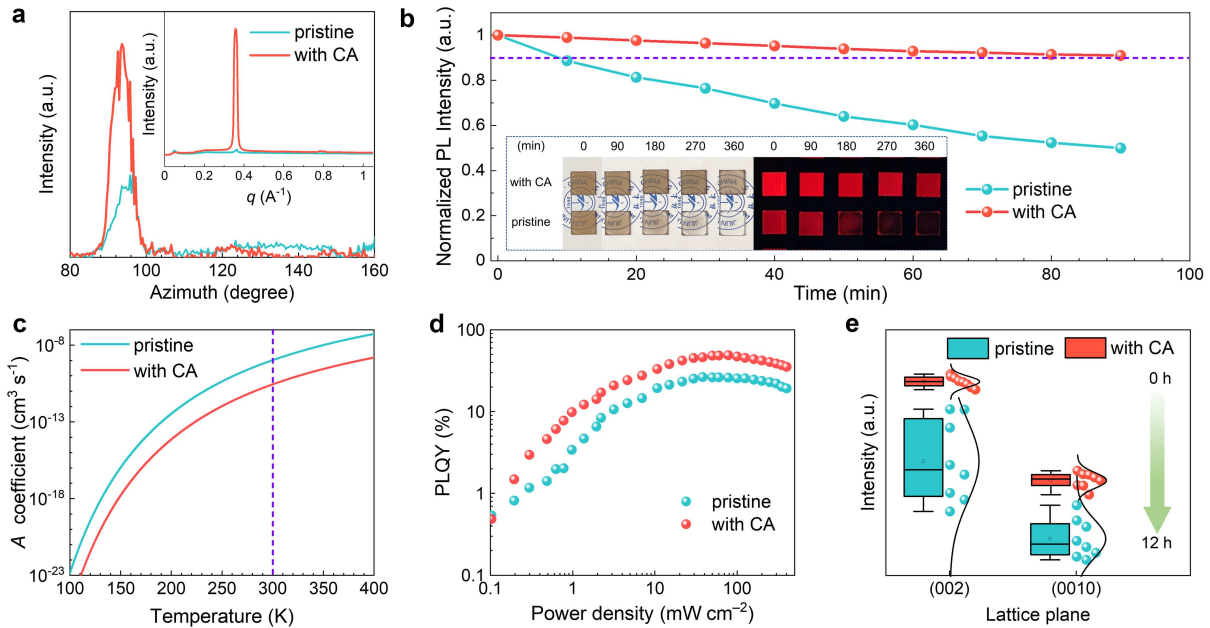 a
pristine
with CA
Intensity (a.u.)
Azimuth (degree)
80
100
120
140
160
Intensity (a.u.)
q (A⁻¹)
0
0.2
0.4
0.6
0.8
1
b
Normalized PL Intensity (a.u.)
1
0.8
0.6
0.4
0.2
0
0
20
40
60
80
100
Time (min)
(min) 0 90 180 270 360 0 90 180 270 360
with CA
pristine
pristine
with CA
c
pristine
with CA
A coefficient (cm³ s⁻¹)
10⁻⁸
10⁻¹³
10⁻¹⁸
10⁻²³
100 150 200 250 300 350 400
Temperature (K)
d
PLQY (%)
100
10
1
0.1
0.1 1 10 100
Power density (mW cm⁻²)
pristine
with CA
e
pristine
with CA
0 h
12 h
Intensity (a.u.)
(002) (0010)
Lattice plane